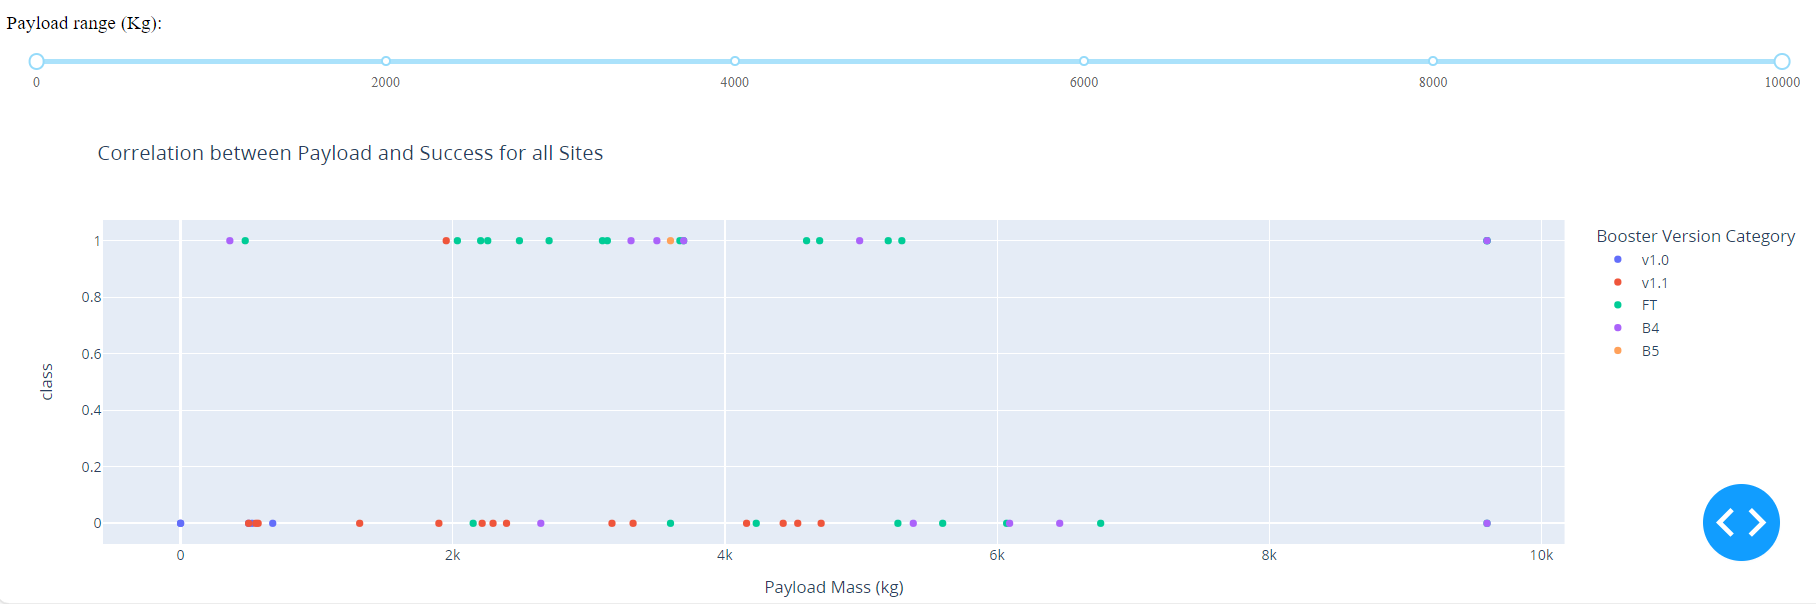 Payload range (Kg):
0 2000 4000 6000 8000 10000
Correlation between Payload and Success for all Sites
1
0.8
0.6
0.4
0.2
0
class
0 2k 4k 6k 8k 10k
Payload Mass (kg)
Booster Version Category
v1.0
v1.1
FT
B4
B5